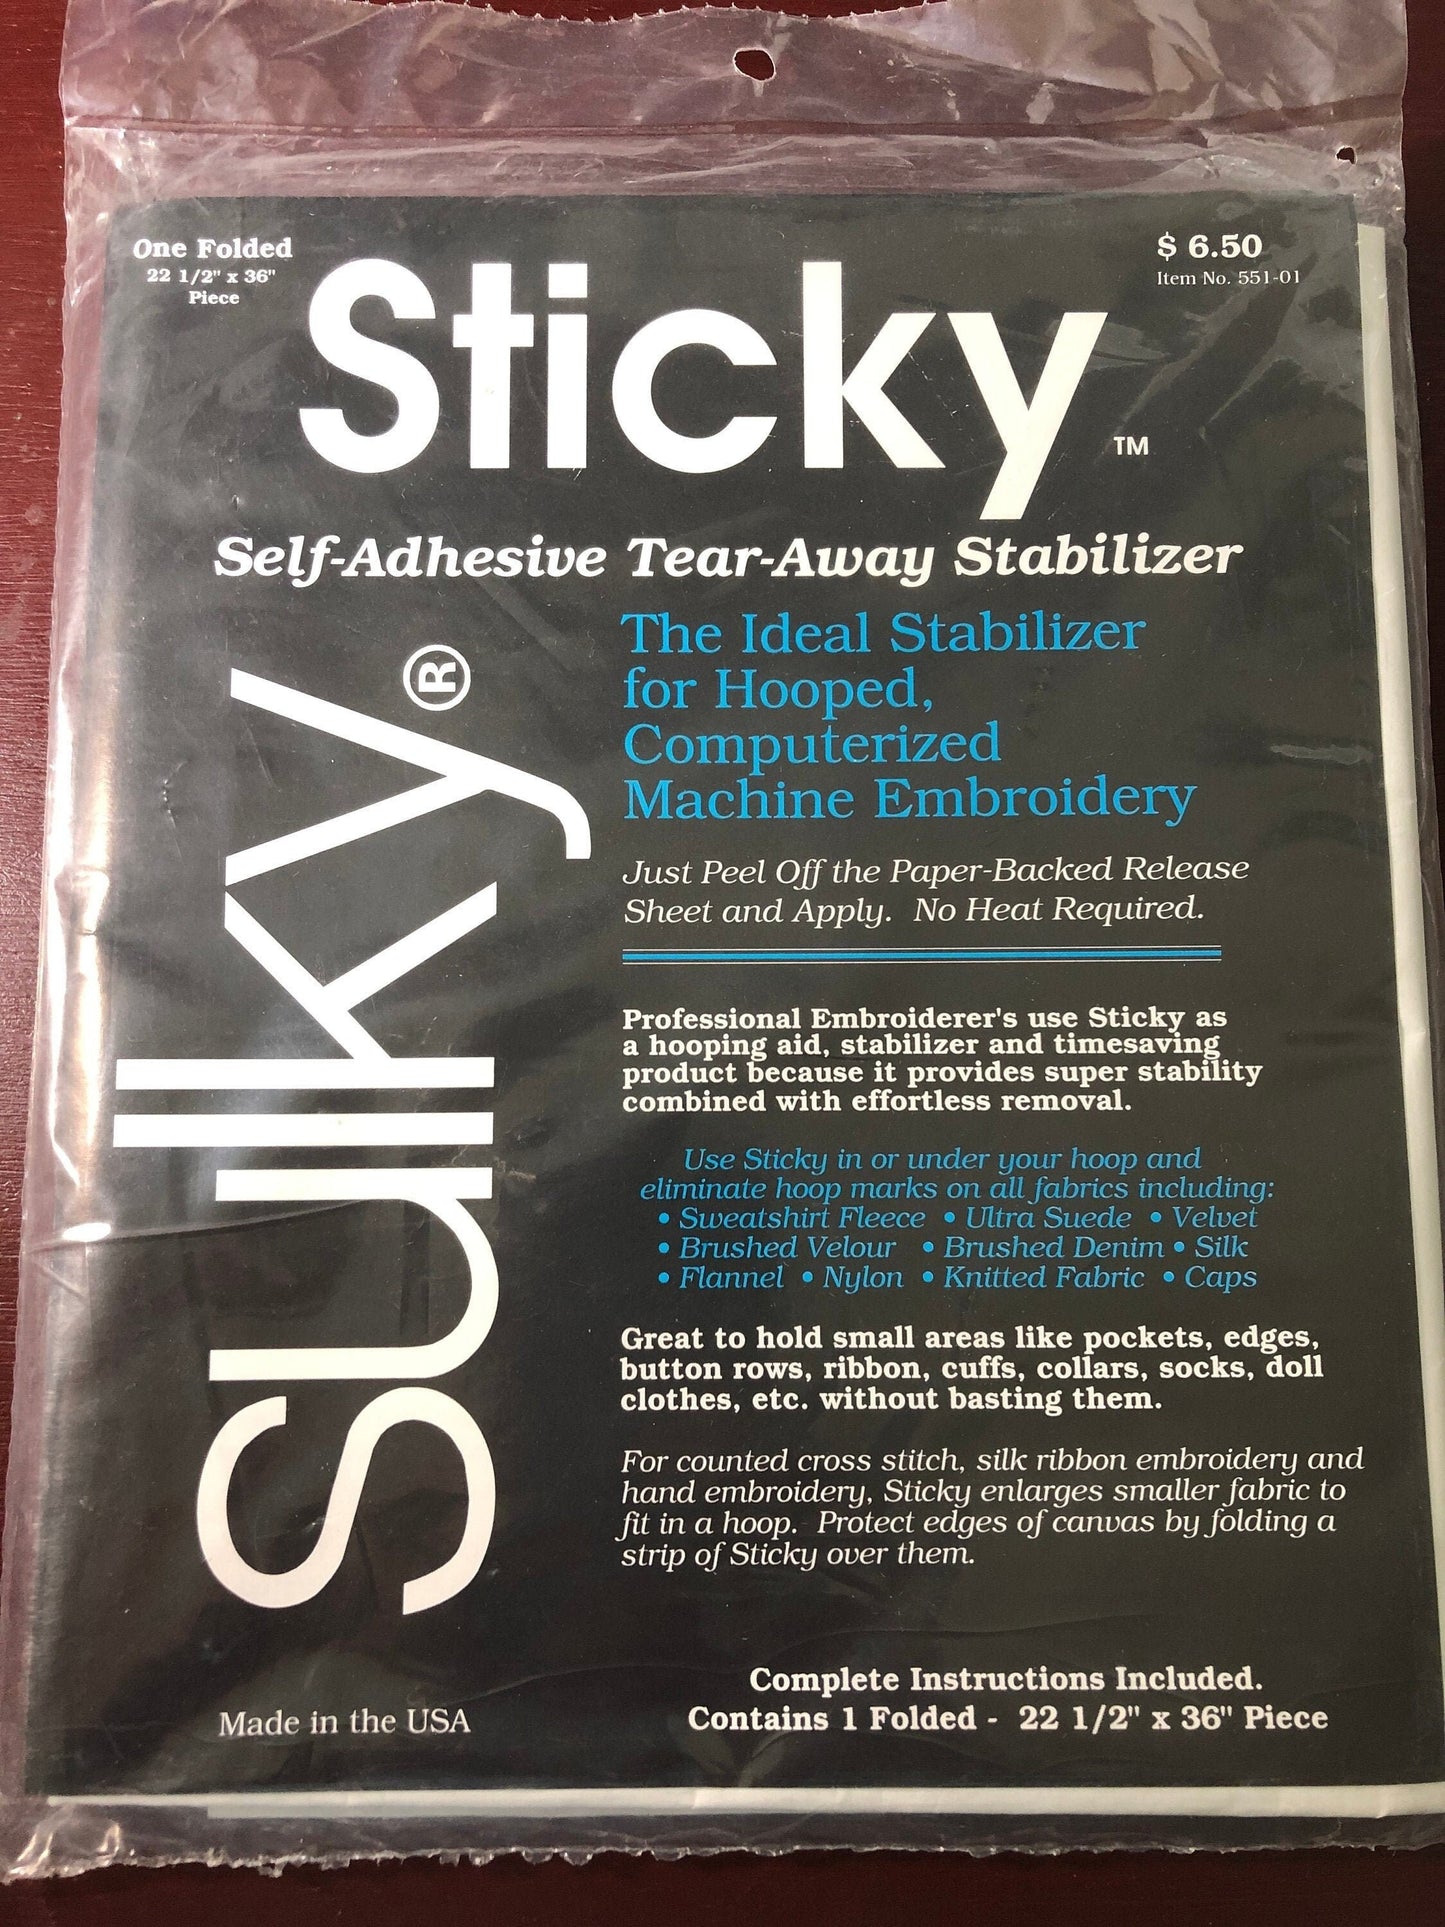 One Folded
22 1/2" x 36"
Piece
$ 6.50
Item No. 551-01
Sticky™
Self-Adhesive Tear-Away Stabilizer
Sulky®
The Ideal Stabilizer
for Hooped,
Computerized
Machine Embroidery
Just Peel Off the Paper-Backed Release
Sheet and Apply. No Heat Required.
Professional Embroiderer's use Sticky as
a hooping aid, stabilizer and timesaving
product because it provides super stability
combined with effortless removal.
Use Sticky in or under your hoop and
eliminate hoop marks on all fabrics including:
• Sweatshirt Fleece • Ultra Suede • Velvet
• Brushed Velour • Brushed Denim • Silk
• Flannel • Nylon • Knitted Fabric • Caps
Great to hold small areas like pockets, edges,
button rows, ribbon, cuffs, collars, socks, doll
clothes, etc. without basting them.
For counted cross stitch, silk ribbon embroidery and
hand embroidery, Sticky enlarges smaller fabric to
fit in a hoop. Protect edges of canvas by folding a
strip of Sticky over them.
Complete Instructions Included.
Contains 1 Folded - 22 1/2" x 36" Piece
Made in the USA